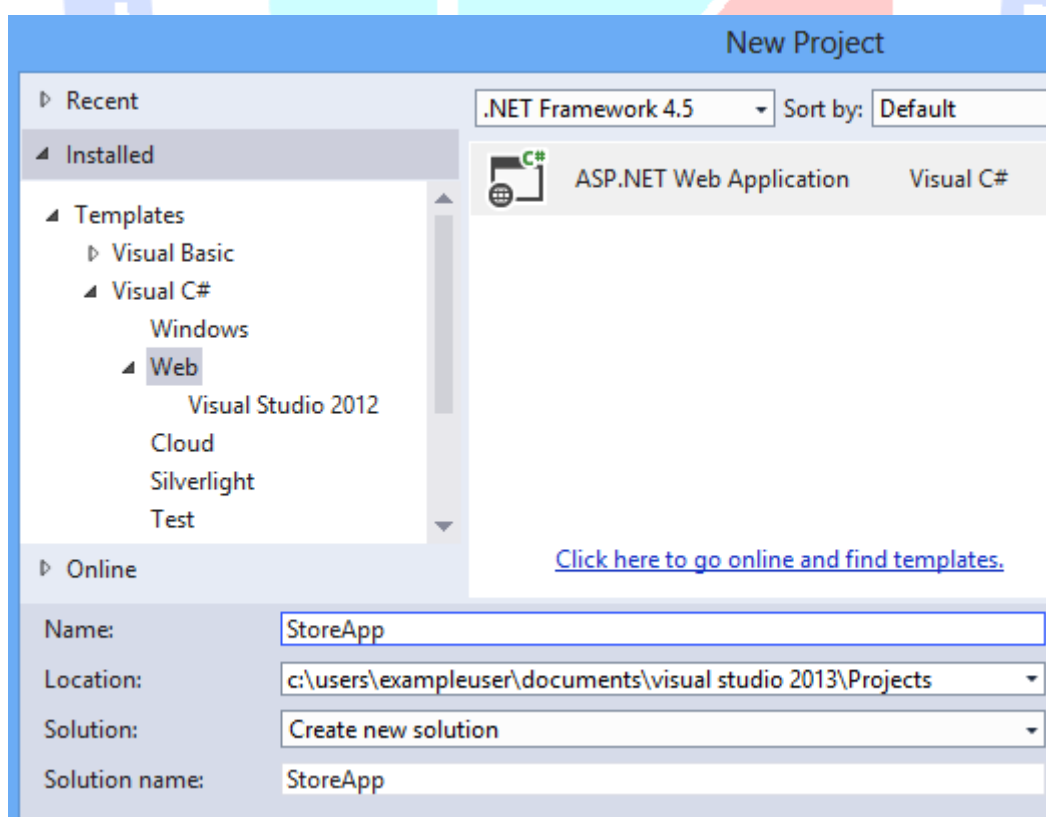 New Project
Recent
.NET Framework 4.5 Sort by: Default
Installed
C#
ASP.NET Web Application Visual C#
Templates
Visual Basic
Visual C#
Windows
Web
Visual Studio 2012
Cloud
Silverlight
Test
Click here to go online and find templates.
Online
Name: StoreApp
Location: c:\users\exampleuser\documents\visual studio 2013\Projects
Solution: Create new solution
Solution name: StoreApp